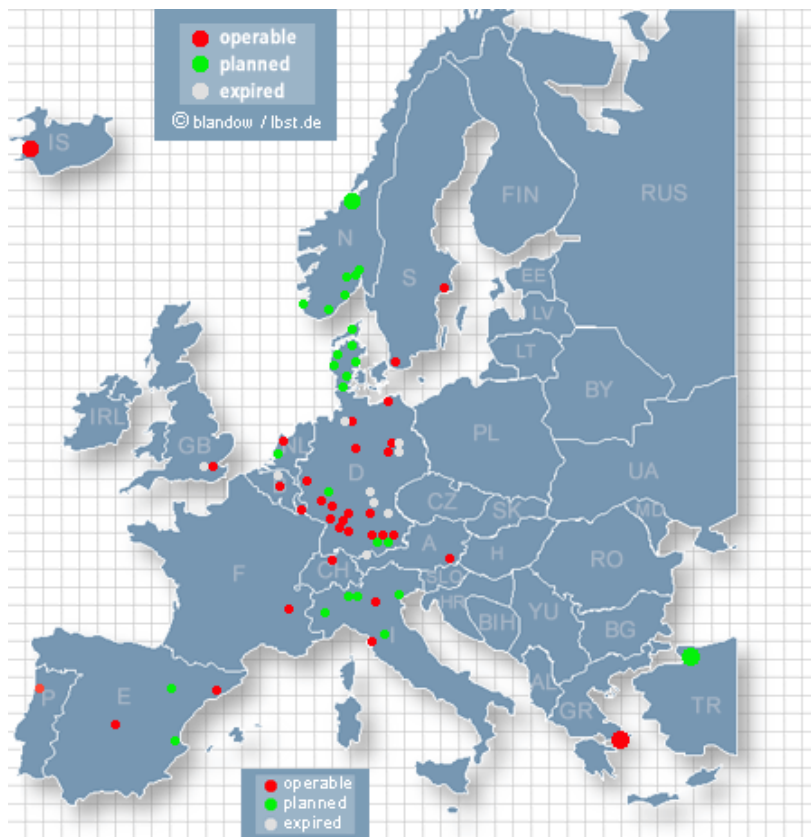 operable
planned
expired
© blandow / lbst.de
IS
FIN
RUS
N
S
EE
LV
LT
BY
IRL
GB
NL
PL
D
UA
CZ
SK
MD
F
A
H
CH
RO
SLO
HR
YU
BIH
I
BG
P
E
AL
GR
TR
operable
planned
expired